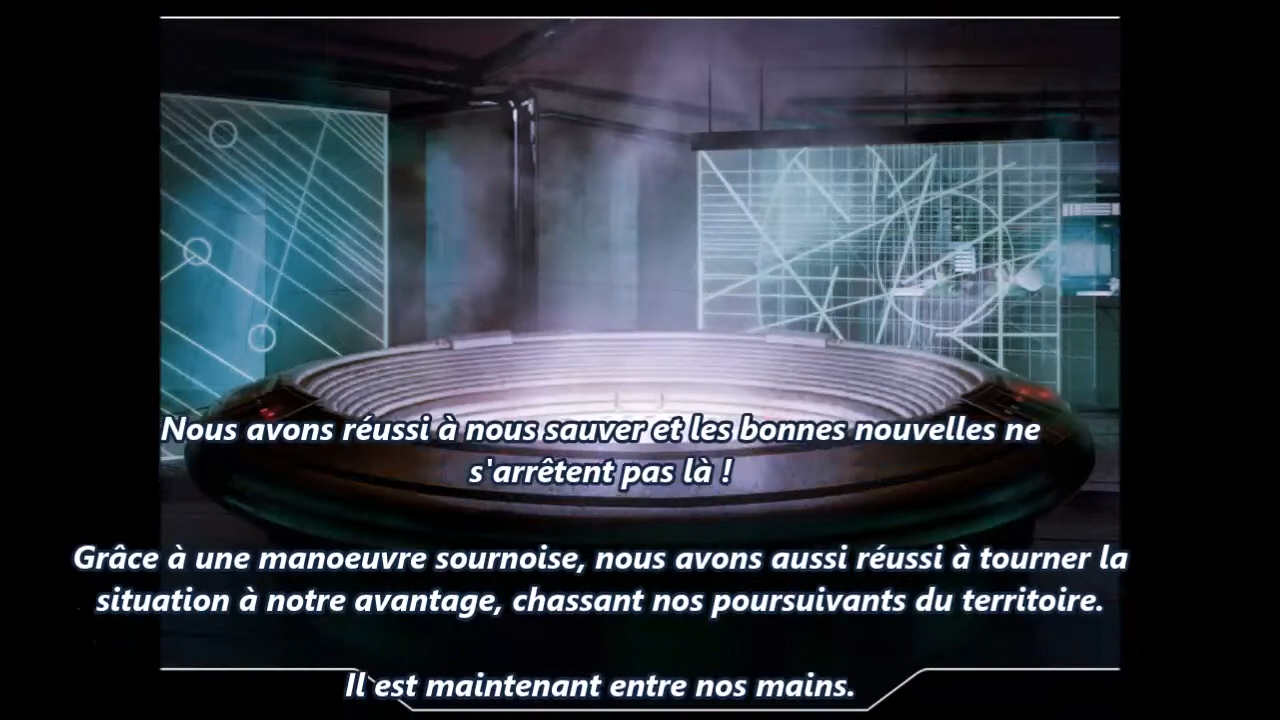 Nous avons réussi à nous sauver et les bonnes nouvelles ne
s'arrêtent pas là !
Grâce à une manoeuvre sournoise, nous avons aussi réussi à tourner la
situation à notre avantage, chassant nos poursuivants du territoire.
Il est maintenant entre nos mains.